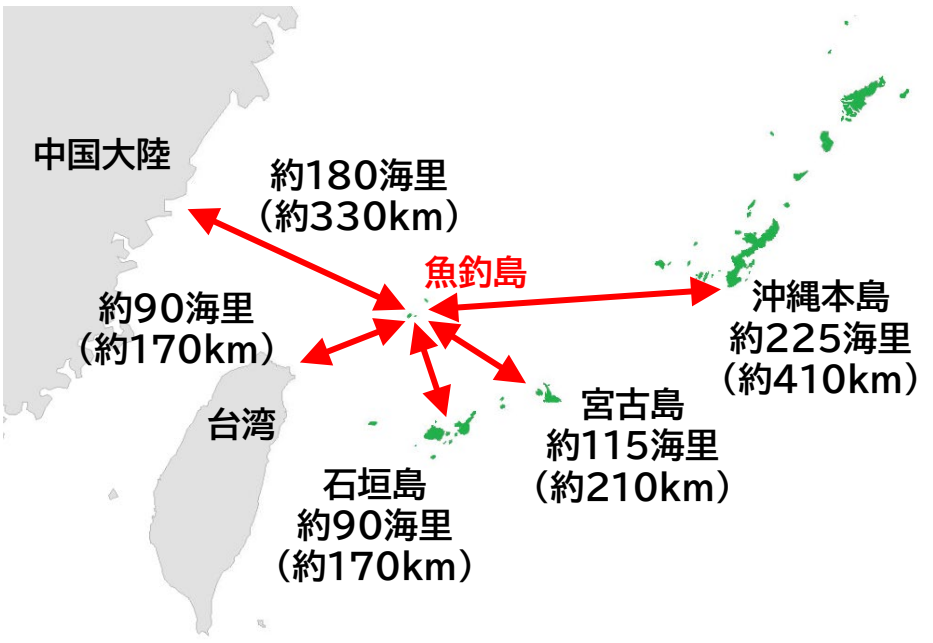 中国大陸
約180海里
（約330km）
魚釣島
約90海里
（約170km）
台湾
沖縄本島
約225海里
（約410km）
宮古島
約115海里
（約210km）
石垣島
約90海里
（約170km）